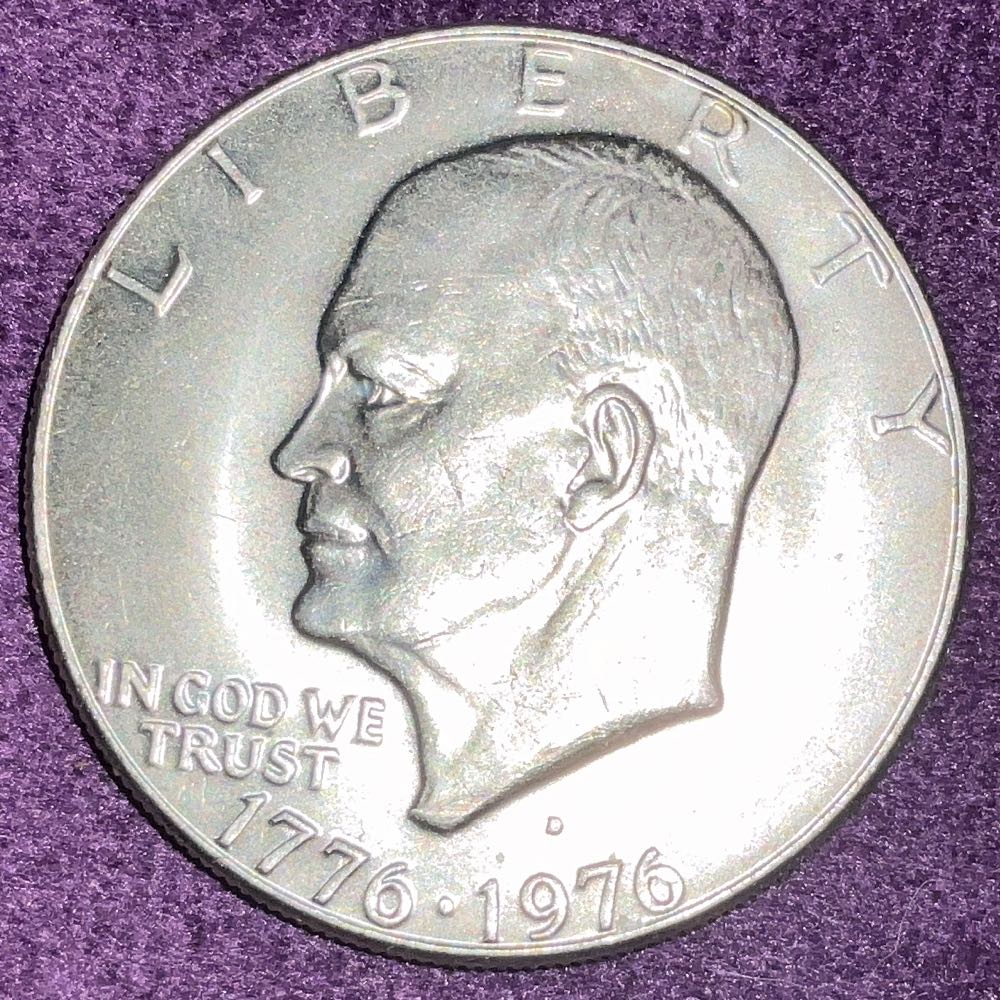 LIBERTY
IN GOD WE
TRUST
D
1776·1976